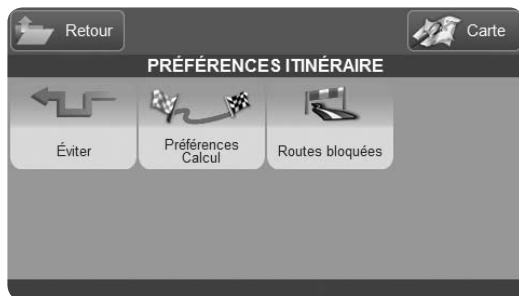 Retour
Carte
PRÉFÉRENCES ITINÉRAIRE
Éviter
Préférences
Calcul
Routes bloquées